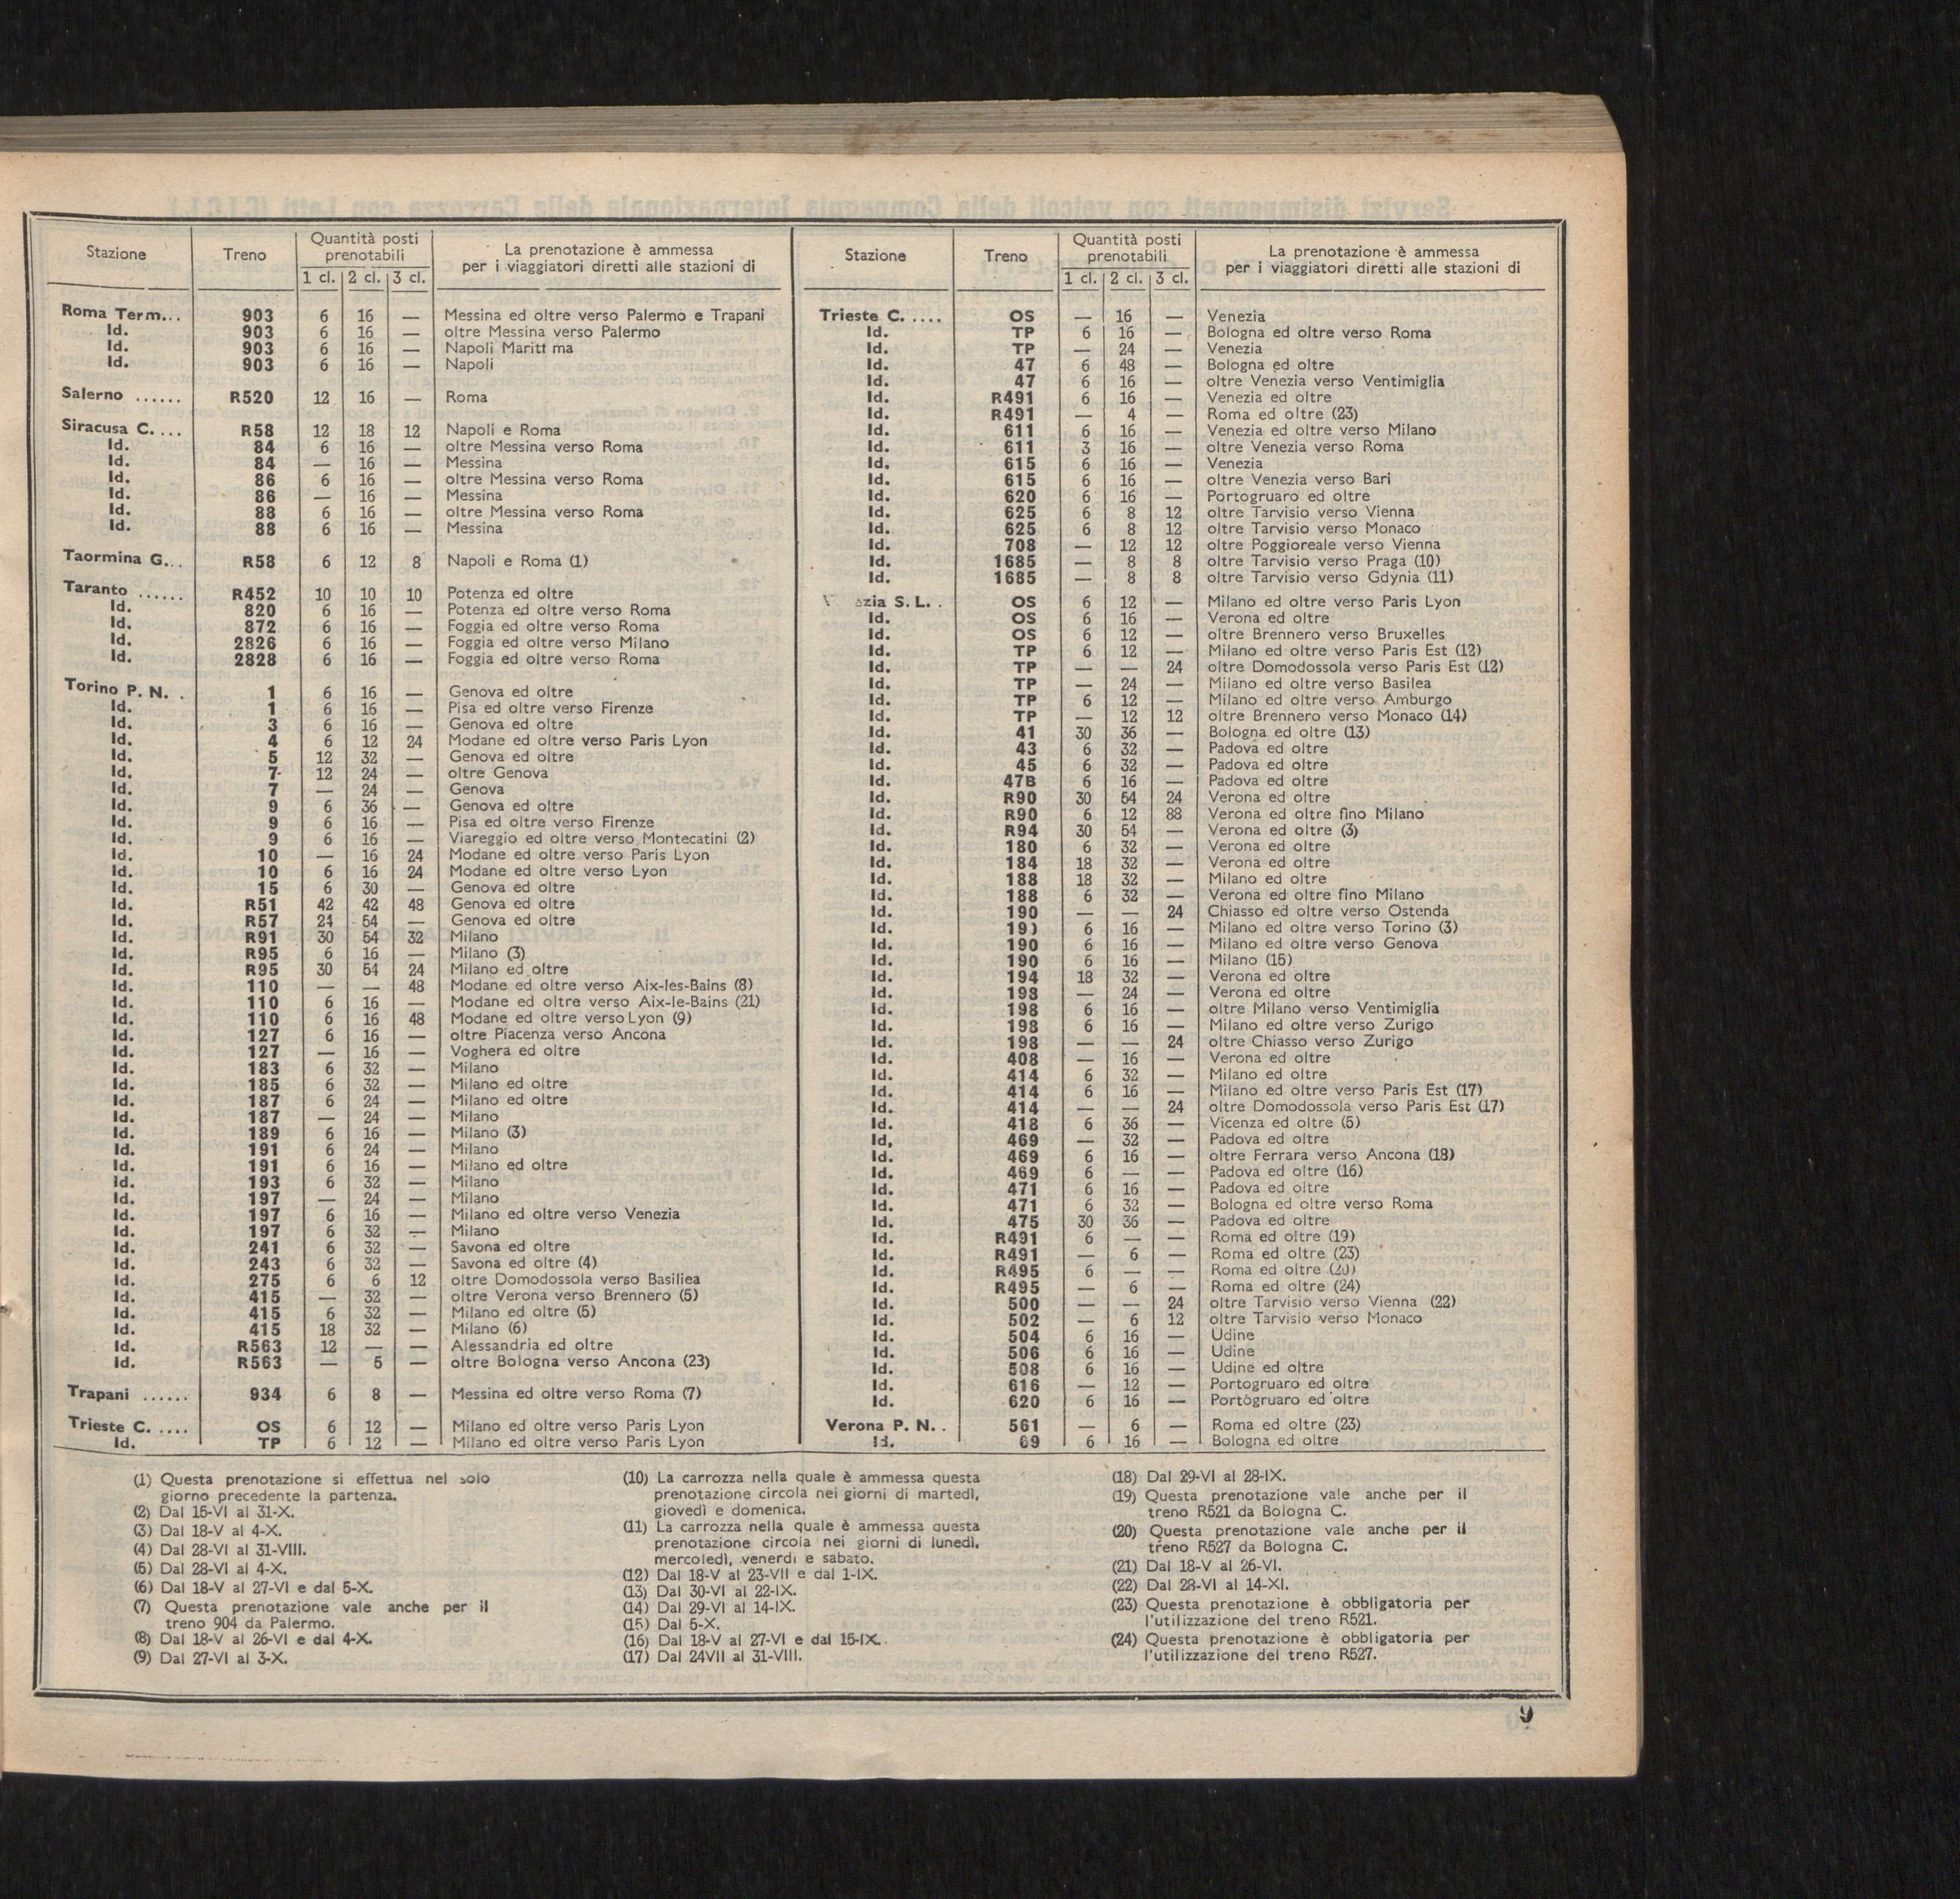 Stazione Treno Quantità posti prenotabili La prenotazione è ammessa per i viaggiatori diretti alle stazioni di
1 cl. 2 cl. 3 cl.
Roma Term... 903 6 16 — Messina ed oltre verso Palermo e Trapani
Id. 903 6 16 — oltre Messina verso Palermo
Id. 903 6 16 — Napoli Maritt ma
Id. 903 6 16 — Napoli
Salerno ...... R520 12 16 — Roma
Siracusa C. ... R58 12 18 12 Napoli e Roma
Id. 84 6 16 — oltre Messina verso Roma
Id. 84 — 16 — Messina
Id. 86 6 16 — oltre Messina verso Roma
Id. 86 — 16 — Messina
Id. 88 6 16 — oltre Messina verso Roma
Id. 88 6 16 — Messina
Taormina G... R58 6 12 8 Napoli e Roma (1)
Taranto ...... R452 10 10 10 Potenza ed oltre
Id. 820 6 16 — Potenza ed oltre verso Roma
Id. 872 6 16 — Foggia ed oltre verso Roma
Id. 2826 6 16 — Foggia ed oltre verso Milano
Id. 2828 6 16 — Foggia ed oltre verso Roma
Torino P. N. . 1 6 16 — Genova ed oltre
Id. 1 6 16 — Pisa ed oltre verso Firenze
Id. 3 6 16 — Genova ed oltre
Id. 4 6 12 24 Modane ed oltre verso Paris Lyon
Id. 5 12 32 — Genova ed oltre
Id. 7 12 24 — oltre Genova
Id. 7 — 24 — Genova
Id. 9 6 36 — Genova ed oltre
Id. 9 6 16 — Pisa ed oltre verso Firenze
Id. 9 6 16 — Viareggio ed oltre verso Montecatini (2)
Id. 10 — 16 24 Modane ed oltre verso Paris Lyon
Id. 10 6 16 24 Modane ed oltre verso Lyon
Id. 15 6 30 — Genova ed oltre
Id. R51 42 42 48 Genova ed oltre
Id. R57 24 54 — Genova ed oltre
Id. R91 30 54 32 Milano
Id. R95 6 16 — Milano (3)
Id. R95 30 54 24 Milano ed oltre
Id. 110 — — 48 Modane ed oltre verso Aix-les-Bains (8)
Id. 110 6 16 — Modane ed oltre verso Aix-le-Bains (21)
Id. 110 6 16 48 Modane ed oltre verso Lyon (9)
Id. 127 6 16 — oltre Piacenza verso Ancona
Id. 127 — 16 — Voghera ed oltre
Id. 183 6 32 — Milano
Id. 185 6 32 — Milano ed oltre
Id. 187 6 24 — Milano ed oltre
Id. 187 — 24 — Milano
Id. 189 6 16 — Milano (3)
Id. 191 6 24 — Milano
Id. 191 6 16 — Milano ed oltre
Id. 193 6 32 — Milano
Id. 197 — 24 — Milano
Id. 197 6 16 — Milano ed oltre verso Venezia
Id. 197 6 32 — Milano
Id. 241 6 32 — Savona ed oltre
Id. 243 6 32 — Savona ed oltre (4)
Id. 275 6 6 12 oltre Domodossola verso Basiliea
Id. 415 — 32 — oltre Verona verso Brennero (5)
Id. 415 6 32 — Milano ed oltre (5)
Id. 415 18 32 — Milano (6)
Id. R563 12 — — Alessandria ed oltre
Id. R563 — 5 — oltre Bologna verso Ancona (23)
Trapani ...... 934 6 8 — Messina ed oltre verso Roma (7)
Trieste C. .... OS 6 12 — Milano ed oltre verso Paris Lyon
Id. TP 6 12 — Milano ed oltre verso Paris Lyon
Stazione Treno Quantità posti prenotabili La prenotazione è ammessa per i viaggiatori diretti alle stazioni di
1 cl. 2 cl. 3 cl.
Trieste C. .... OS — 16 — Venezia
Id. TP 6 16 — Bologna ed oltre verso Roma
Id. TP — 24 — Venezia
Id. 47 6 48 — Bologna ed oltre
Id. 47 6 16 — oltre Venezia verso Ventimiglia
Id. R491 6 16 — Venezia ed oltre
Id. R491 — 4 — Roma ed oltre (23)
Id. 611 6 16 — Venezia ed oltre verso Milano
Id. 611 3 16 — oltre Venezia verso Roma
Id. 615 6 16 — Venezia
Id. 615 6 16 — oltre Venezia verso Bari
Id. 620 6 16 — Portogruaro ed oltre
Id. 625 6 8 12 oltre Tarvisio verso Vienna
Id. 625 6 8 12 oltre Tarvisio verso Monaco
Id. 708 — 12 12 oltre Poggioreale verso Vienna
Id. 1685 — 8 8 oltre Tarvisio verso Praga (10)
Id. 1685 — 8 8 oltre Tarvisio verso Gdynia (11)
V ezia S. L. . OS 6 12 — Milano ed oltre verso Paris Lyon
Id. OS 6 16 — Verona ed oltre
Id. OS 6 12 — oltre Brennero verso Bruxelles
Id. TP 6 12 — Milano ed oltre verso Paris Est (12)
Id. TP — — 24 oltre Domodossola verso Paris Est (12)
Id. TP — 24 — Milano ed oltre verso Basilea
Id. TP 6 12 — Milano ed oltre verso Amburgo
Id. TP — 12 12 oltre Brennero verso Monaco (14)
Id. 41 30 36 — Bologna ed oltre (13)
Id. 43 6 32 — Padova ed oltre
Id. 45 6 32 — Padova ed oltre
Id. 47B 6 16 — Padova ed oltre
Id. R90 30 54 24 Verona ed oltre
Id. R90 6 12 88 Verona ed oltre fino Milano
Id. R94 30 54 — Verona ed oltre (3)
Id. 180 6 32 — Verona ed oltre
Id. 184 18 32 — Verona ed oltre
Id. 188 18 32 — Milano ed oltre
Id. 188 6 32 — Verona ed oltre fino Milano
Id. 190 — — 24 Chiasso ed oltre verso Ostenda
Id. 190 6 16 — Milano ed oltre verso Torino (3)
Id. 190 6 16 — Milano ed oltre verso Genova
Id. 190 6 16 — Milano (15)
Id. 194 18 32 — Verona ed oltre
Id. 198 — 24 — Verona ed oltre
Id. 198 6 16 — oltre Milano verso Ventimiglia
Id. 198 6 16 — Milano ed oltre verso Zurigo
Id. 198 — — 24 oltre Chiasso verso Zurigo
Id. 408 — 16 — Verona ed oltre
Id. 414 6 32 — Milano ed oltre
Id. 414 6 16 — Milano ed oltre verso Paris Est (17)
Id. 414 — — 24 oltre Domodossola verso Paris Est (17)
Id. 418 6 36 — Vicenza ed oltre (5)
Id, 469 — 32 — Padova ed oltre
Id. 469 6 16 — oltre Ferrara verso Ancona (18)
Id. 469 6 — — Padova ed oltre (16)
Id. 471 6 16 — Padova ed oltre
Id. 471 6 32 — Bologna ed oltre verso Roma
Id. 475 30 36 — Padova ed oltre
Id. R491 6 — — Roma ed oltre (19)
Id. R491 — 6 — Roma ed oltre (23)
Id. R495 6 — — Roma ed oltre (20)
Id. R495 — 6 — Roma ed oltre (24)
Id. 500 — — 24 oltre Tarvisio verso Vienna (22)
Id. 502 — 6 12 oltre Tarvisio verso Monaco
Id. 504 6 16 — Udine
Id. 506 6 16 — Udine
Id. 508 6 16 — Udine ed oltre
Id. 616 — 12 — Portogruaro ed oltre
Id. 620 6 16 — Portogruaro ed oltre
Verona P. N. . 561 — 6 — Roma ed oltre (23)
Id. 69 6 16 — Bologna ed oltre
(1) Questa prenotazione si effettua nel solo
giorno precedente la partenza.
(2) Dal 15-VI al 31-X.
(3) Dal 18-V al 4-X.
(4) Dal 28-VI al 31-VIII.
(5) Dal 28-VI al 4-X.
(6) Dal 18-V al 27-VI e dal 5-X.
(7) Questa prenotazione vale anche per il
treno 904 da Palermo.
(8) Dal 18-V al 26-VI e dal 4-X.
(9) Dal 27-VI al 3-X.
(10) La carrozza nella quale è ammessa questa
prenotazione circola nei giorni di martedì,
giovedì e domenica.
(11) La carrozza nella quale è ammessa questa
prenotazione circola nei giorni di lunedì,
mercoledì, venerdì e sabato.
(12) Dal 18-V al 23-VII e dal 1-IX.
(13) Dal 30-VI al 22-IX.
(14) Dal 29-VI al 14-IX.
(15) Dal 5-X.
(16) Dal 18-V al 27-VI e dal 15-IX.
(17) Dal 24VII al 31-VIII.
(18) Dal 29-VI al 28-IX.
(19) Questa prenotazione vale anche per il
treno R521 da Bologna C.
(20) Questa prenotazione vale anche per il
treno R527 da Bologna C.
(21) Dal 18-V al 26-VI.
(22) Dal 28-VI al 14-XI.
(23) Questa prenotazione è obbligatoria per
l'utilizzazione del treno R521.
(24) Questa prenotazione è obbligatoria per
l'utilizzazione del treno R527.
9